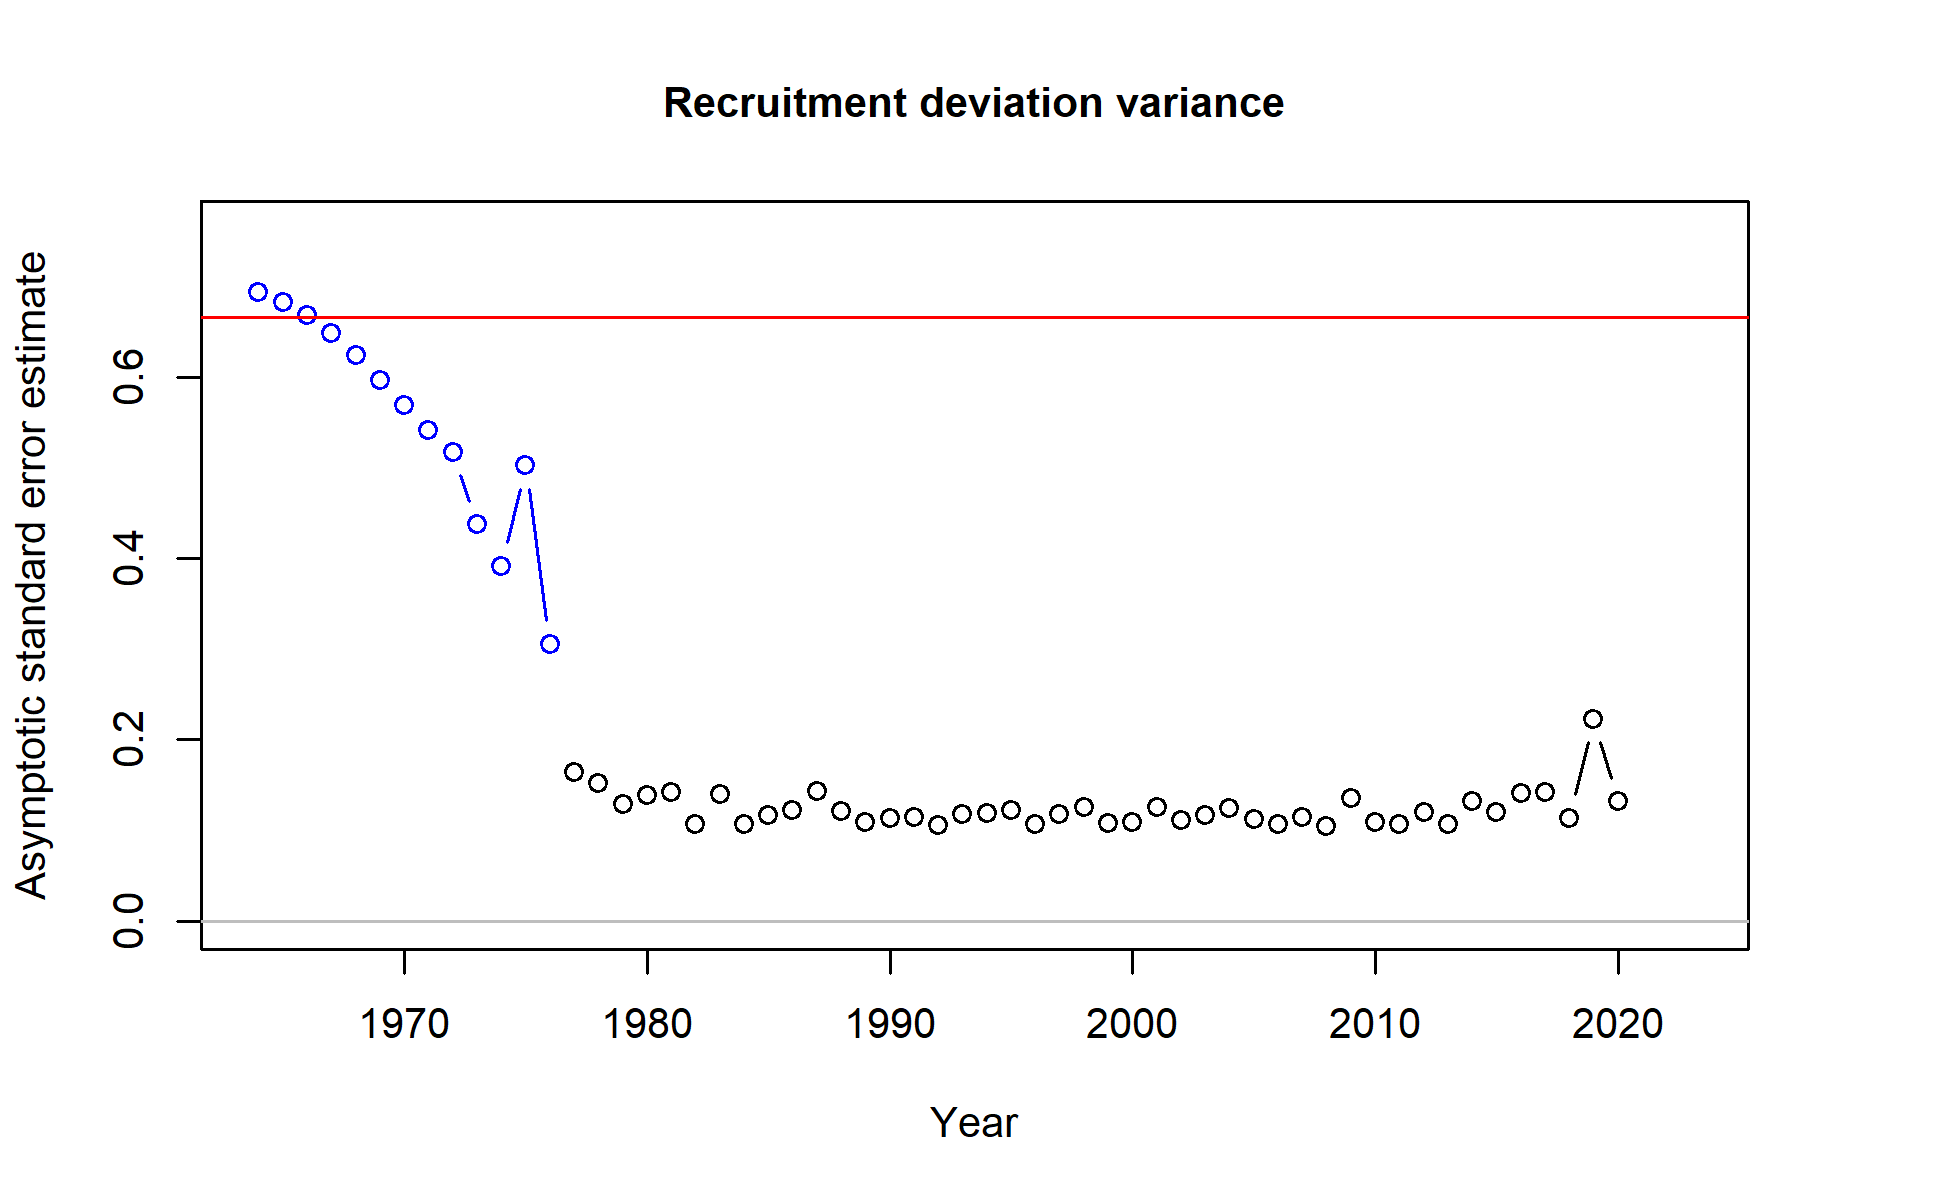 Recruitment deviation variance
Asymptotic standard error estimate
0.6
0.4
0.2
0.0
1970 1980 1990 2000 2010 2020
Year